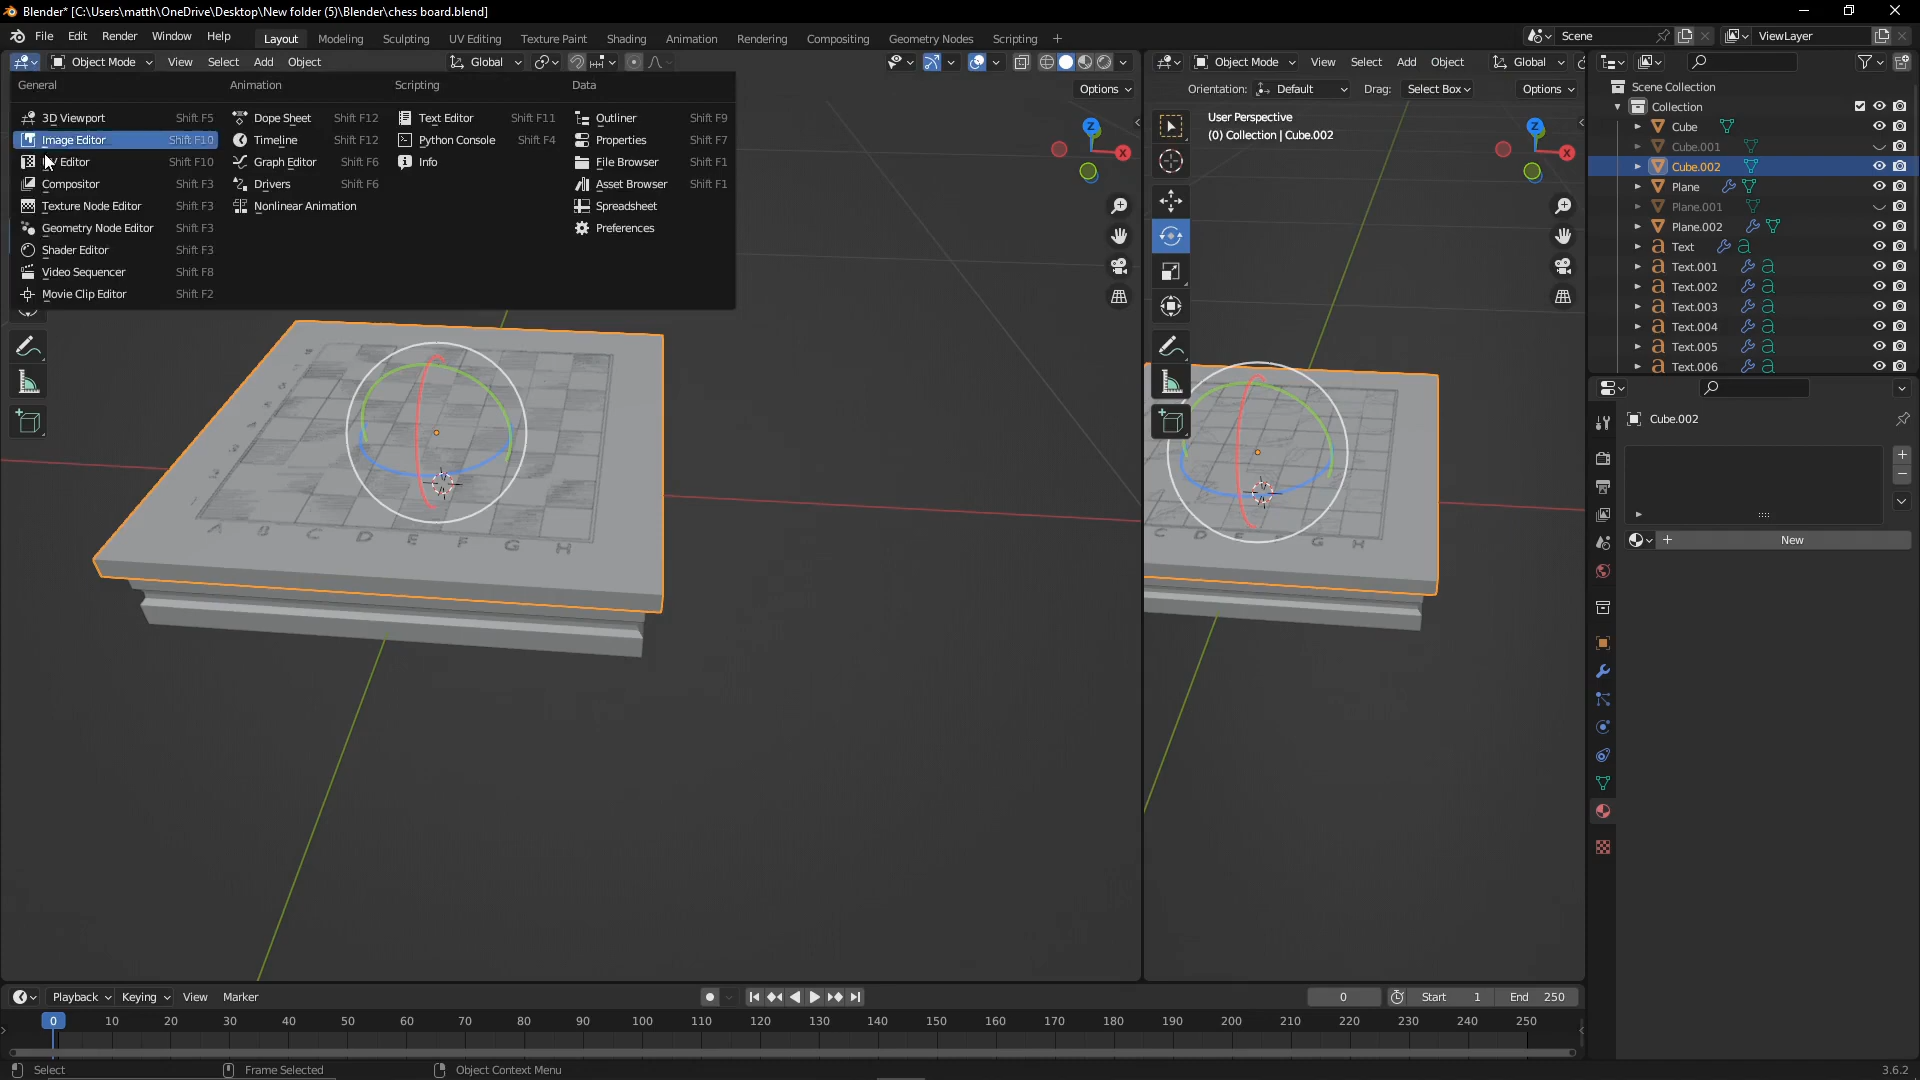 Blender* [C:\Users\matth\OneDrive\Desktop\New folder (5)\Blender\chess board.blend]
File Edit Render Window Help Layout Modeling Sculpting UV Editing Texture Paint Shading Animation Rendering Compositing Geometry Nodes Scripting + Scene ViewLayer
Object Mode View Select Add Object Global Object Mode View Select Add Object Global
Options Orientation: Default Drag: Select Box Options
User Perspective
(0) Collection | Cube.002
General Animation Scripting Data
3D Viewport Shift F5 Dope Sheet Shift F12 Text Editor Shift F11 Outliner Shift F9
Image Editor Shift F10 Timeline Shift F12 Python Console Shift F4 Properties Shift F7
UV Editor Shift F10 Graph Editor Shift F6 Info File Browser Shift F1
Compositor Shift F3 Drivers Shift F6 Asset Browser Shift F1
Texture Node Editor Shift F3 Nonlinear Animation Spreadsheet
Geometry Node Editor Shift F3 Preferences
Shader Editor Shift F3
Video Sequencer Shift F8
Movie Clip Editor Shift F2
Z X
Z X
A B C D E F G H
C D G H
Scene Collection
Collection
Cube
Cube.001
Cube.002
Plane
Plane.001
Plane.002
Text
Text.001
Text.002
Text.003
Text.004
Text.005
Text.006
Cube.002
New
Playback Keying View Marker 0 Start 1 End 250
0 10 20 30 40 50 60 70 80 90 100 110 120 130 140 150 160 170 180 190 200 210 220 230 240 250
Select Frame Selected Object Context Menu 3.6.2